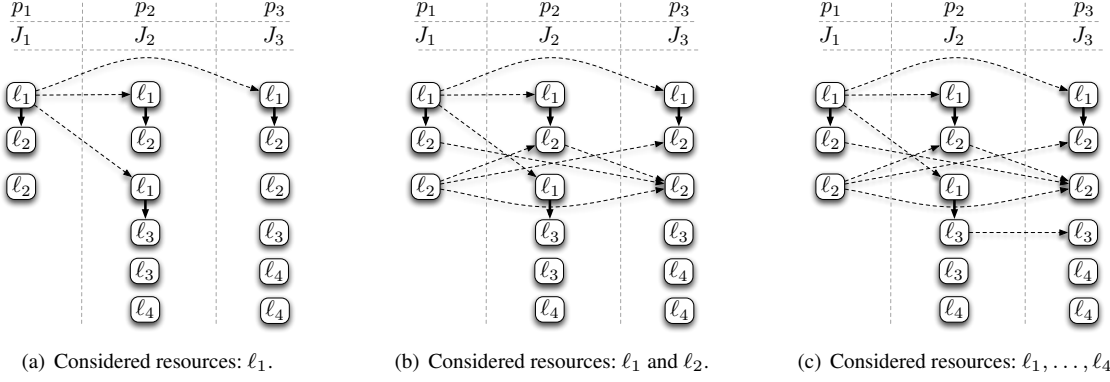 p₁ p₂ p₃ p₁ p₂ p₃ p₁ p₂ p₃
J₁ J₂ J₃ J₁ J₂ J₃ J₁ J₂ J₃
ℓ₁ ℓ₁ ℓ₁ ℓ₁ ℓ₁ ℓ₁ ℓ₁ ℓ₁ ℓ₁
ℓ₂ ℓ₂ ℓ₂ ℓ₂ ℓ₂ ℓ₂ ℓ₂ ℓ₂ ℓ₂
ℓ₂ ℓ₁ ℓ₂ ℓ₂ ℓ₁ ℓ₂ ℓ₂ ℓ₁ ℓ₂
ℓ₃ ℓ₃ ℓ₃ ℓ₃ ℓ₃ ℓ₃
ℓ₃ ℓ₄ ℓ₃ ℓ₄ ℓ₃ ℓ₄
ℓ₄ ℓ₄ ℓ₄ ℓ₄ ℓ₄ ℓ₄
(a) Considered resources: ℓ₁. (b) Considered resources: ℓ₁ and ℓ₂. (c) Considered resources: ℓ₁, . . . , ℓ₄